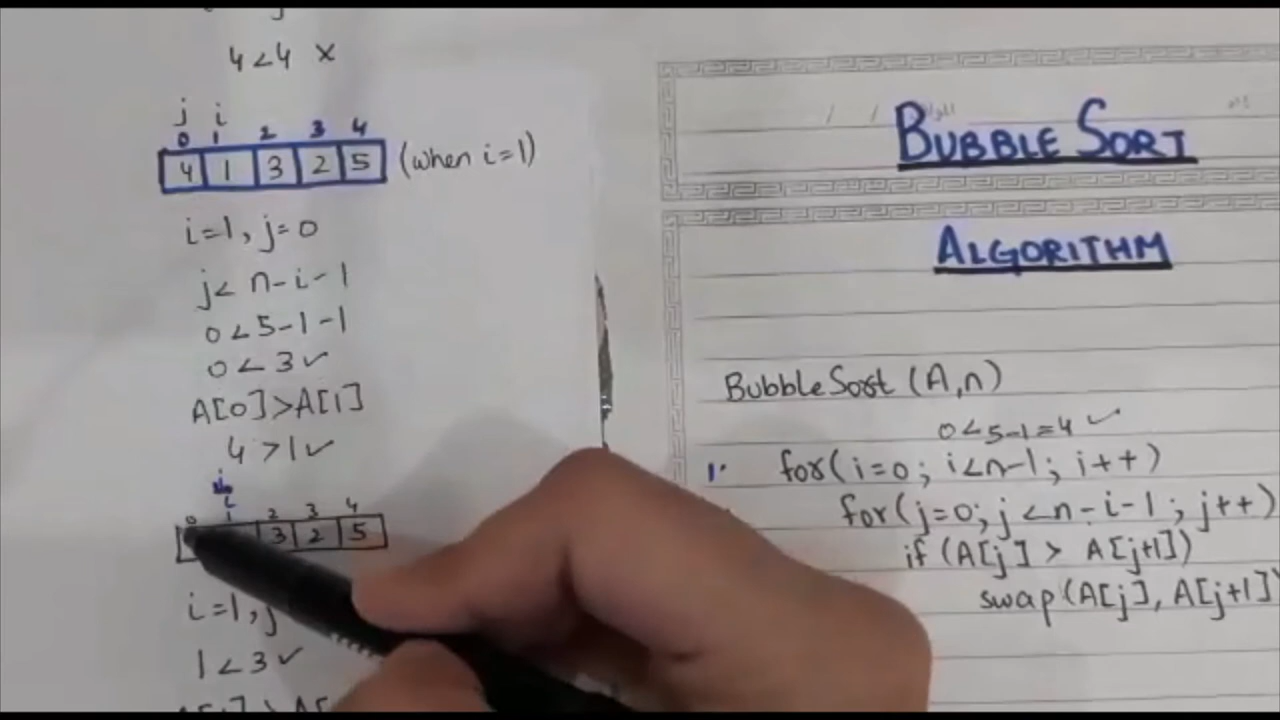 4<4 ×
j i
0 1 2 3 4
4 1 3 2 5 (when i=1)
i=1, j=0
j< n-i-1
0<5-1-1
0<3✓
A[0]>A[1]
4>1✓
i
0 1 2 3 4
3 2 5
i=1, j
1<3✓
BUBBLE SORT
ALGORITHM
BubbleSort (A,n)
0<5-1=4 ✓
1. for(i=0; i<n-1; i++)
for(j=0; j<n-i-1; j++)
if (A[j] > A[j+1])
swap(A[j], A[j+1])